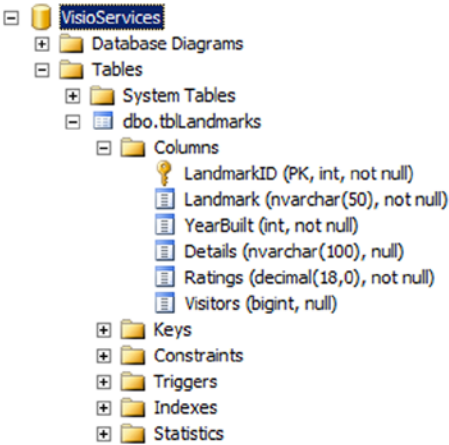 VisioServices
Database Diagrams
Tables
System Tables
dbo.tblLandmarks
Columns
LandmarkID (PK, int, not null)
Landmark (nvarchar(50), not null)
YearBuilt (int, not null)
Details (nvarchar(100), null)
Ratings (decimal(18,0), not null)
Visitors (bigint, null)
Keys
Constraints
Triggers
Indexes
Statistics